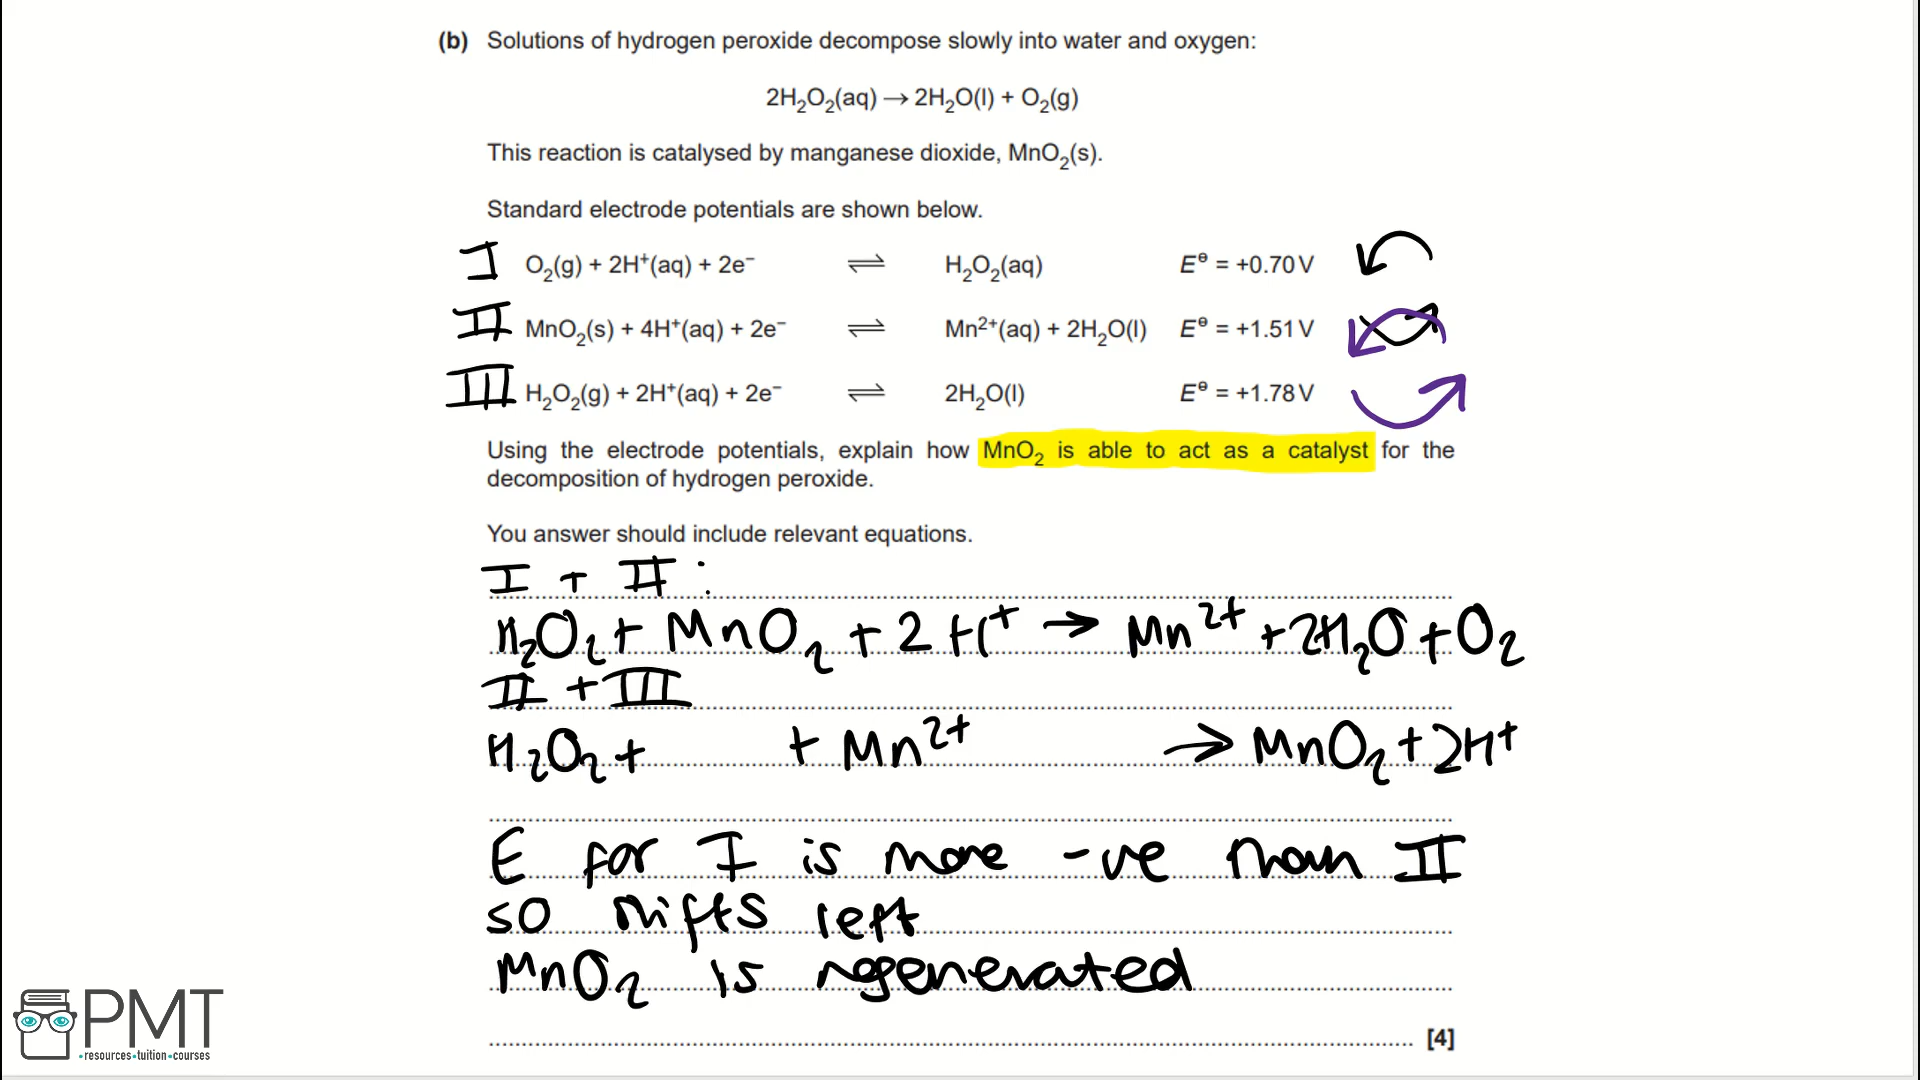 (b) Solutions of hydrogen peroxide decompose slowly into water and oxygen:
2H₂O₂(aq) → 2H₂O(l) + O₂(g)
This reaction is catalysed by manganese dioxide, MnO₂(s).
Standard electrode potentials are shown below.
I O₂(g) + 2H⁺(aq) + 2e⁻ ⇌ H₂O₂(aq) E⦵ = +0.70 V
II MnO₂(s) + 4H⁺(aq) + 2e⁻ ⇌ Mn²⁺(aq) + 2H₂O(l) E⦵ = +1.51 V
III H₂O₂(g) + 2H⁺(aq) + 2e⁻ ⇌ 2H₂O(l) E⦵ = +1.78 V
Using the electrode potentials, explain how MnO₂ is able to act as a catalyst for the
decomposition of hydrogen peroxide.
You answer should include relevant equations.
I + II :
H₂O₂ + MnO₂ + 2H⁺ → Mn²⁺ + 2H₂O + O₂
II + III
H₂O₂ + + Mn²⁺ → MnO₂ + 2H⁺
E for I is more -ve than II
so shifts left
MnO₂ is regenerated
[4]
PMT
resources•tuition•courses